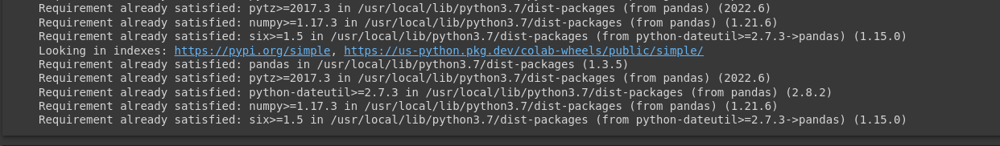 Requirement already satisfied: pytz>=2017.3 in /usr/local/lib/python3.7/dist-packages (from pandas) (2022.6)
Requirement already satisfied: numpy>=1.17.3 in /usr/local/lib/python3.7/dist-packages (from pandas) (1.21.6)
Requirement already satisfied: six>=1.5 in /usr/local/lib/python3.7/dist-packages (from python-dateutil>=2.7.3->pandas) (1.15.0)
Looking in indexes: https://pypi.org/simple, https://us-python.pkg.dev/colab-wheels/public/simple/
Requirement already satisfied: pandas in /usr/local/lib/python3.7/dist-packages (1.3.5)
Requirement already satisfied: pytz>=2017.3 in /usr/local/lib/python3.7/dist-packages (from pandas) (2022.6)
Requirement already satisfied: python-dateutil>=2.7.3 in /usr/local/lib/python3.7/dist-packages (from pandas) (2.8.2)
Requirement already satisfied: numpy>=1.17.3 in /usr/local/lib/python3.7/dist-packages (from pandas) (1.21.6)
Requirement already satisfied: six>=1.5 in /usr/local/lib/python3.7/dist-packages (from python-dateutil>=2.7.3->pandas) (1.15.0)